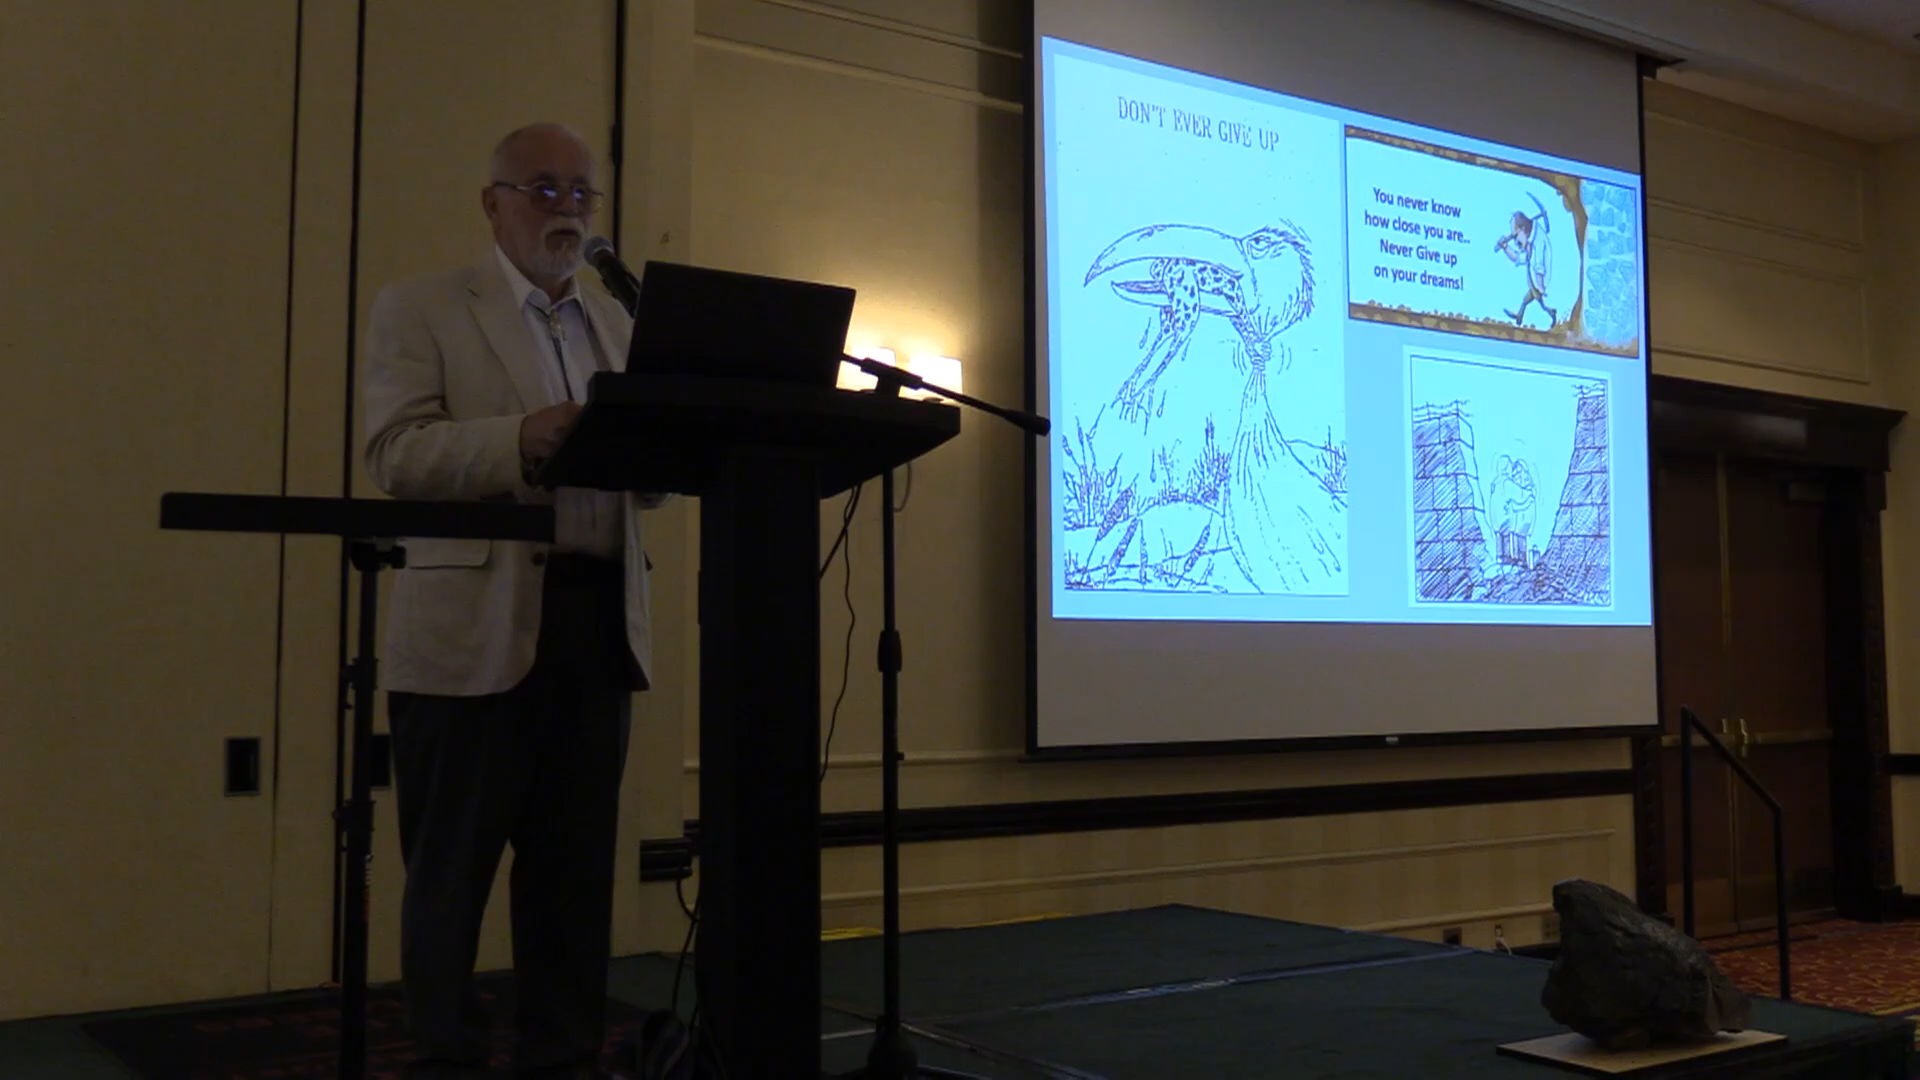 DON'T EVER GIVE UP
You never know
how close you are..
Never Give up
on your dreams!